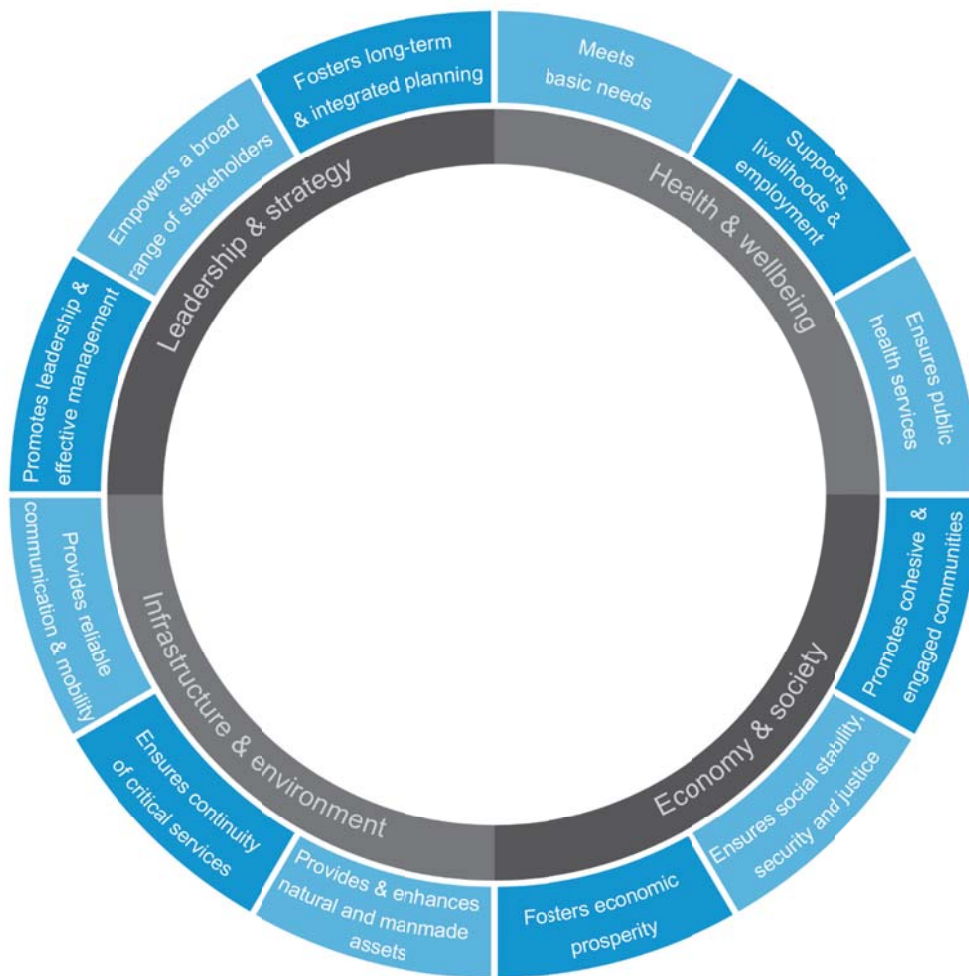 Meets
basic needs
Supports,
livelihoods &
employment
Ensures public
health services
Promotes cohesive &
engaged communities
Ensures social stability,
security and justice
Fosters economic
prosperity
Provides & enhances
natural and manmade
assets
Ensures continuity
of critical services
Provides reliable
communication & mobility
Promotes leadership &
effective management
Empowers a broad
range of stakeholders
Fosters long-term
& integrated planning
Health & wellbeing
Economy & society
Infrastructure & environment
Leadership & strategy